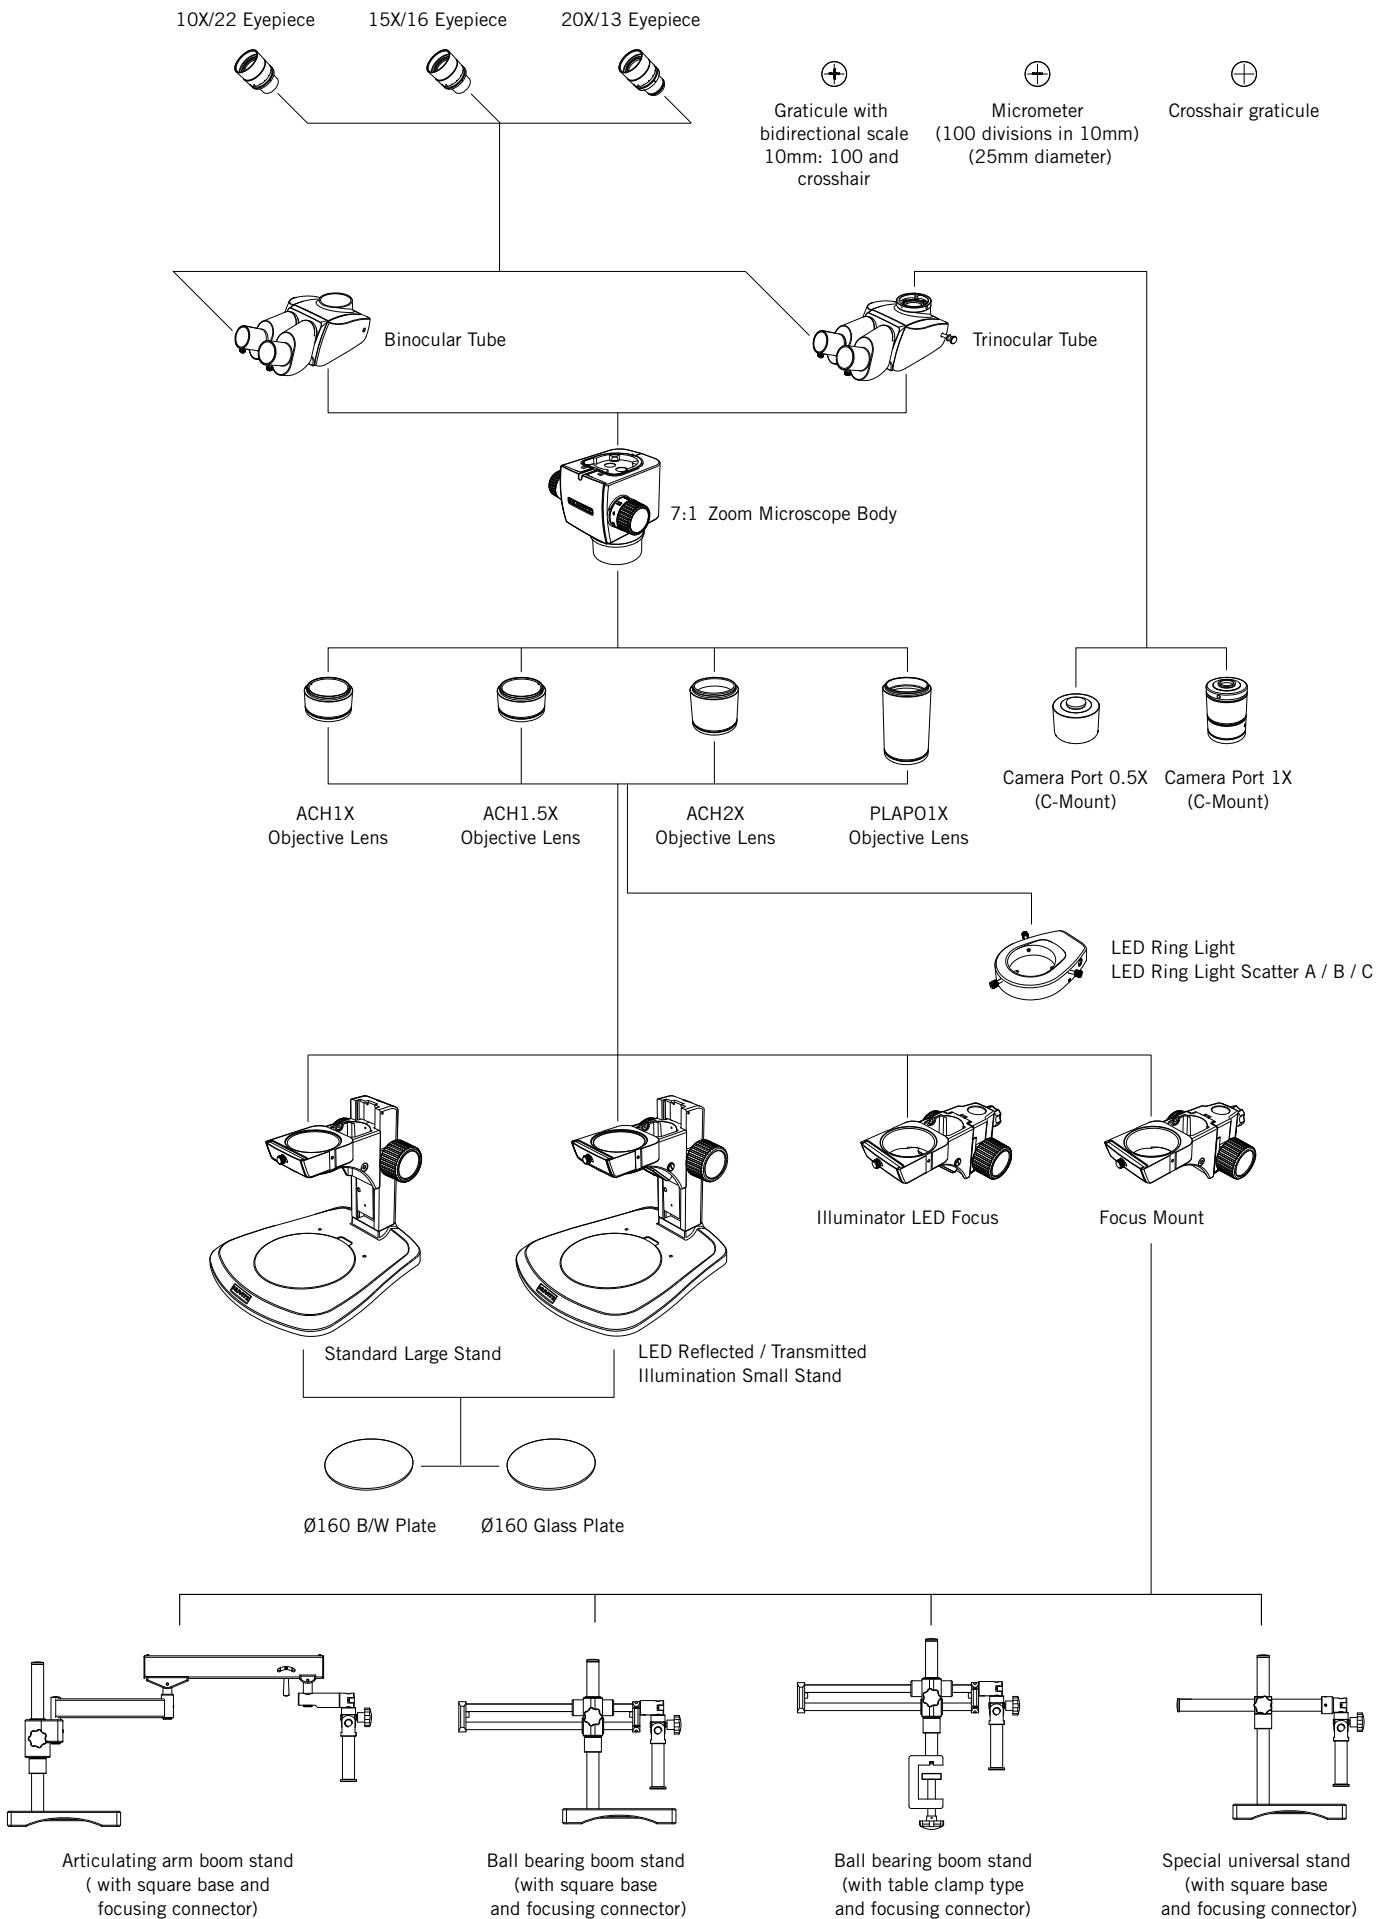 10X/22 Eyepiece
15X/16 Eyepiece
20X/13 Eyepiece
Graticule with
bidirectional scale
10mm: 100 and
crosshair
Micrometer
(100 divisions in 10mm)
(25mm diameter)
Crosshair graticule
Binocular Tube
Trinocular Tube
7:1 Zoom Microscope Body
ACH1X
Objective Lens
ACH1.5X
Objective Lens
ACH2X
Objective Lens
PLAPO1X
Objective Lens
Camera Port 0.5X
(C-Mount)
Camera Port 1X
(C-Mount)
LED Ring Light
LED Ring Light Scatter A / B / C
Illuminator LED Focus
Focus Mount
Standard Large Stand
LED Reflected / Transmitted
Illumination Small Stand
Ø160 B/W Plate
Ø160 Glass Plate
Articulating arm boom stand
( with square base and
focusing connector)
Ball bearing boom stand
(with square base
and focusing connector)
Ball bearing boom stand
(with table clamp type
and focusing connector)
Special universal stand
(with square base
and focusing connector)